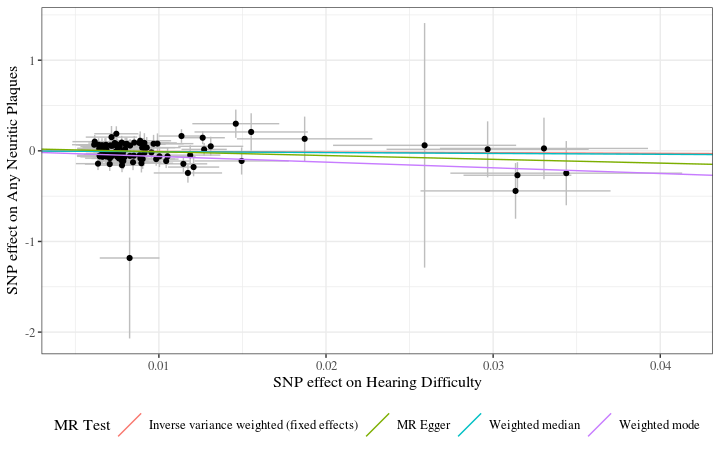 SNP effect on Any Neuritic Plaques
1
0
-1
-2
0.01
0.02
0.03
0.04
SNP effect on Hearing Difficulty
MR Test Inverse variance weighted (fixed effects) MR Egger Weighted median Weighted mode